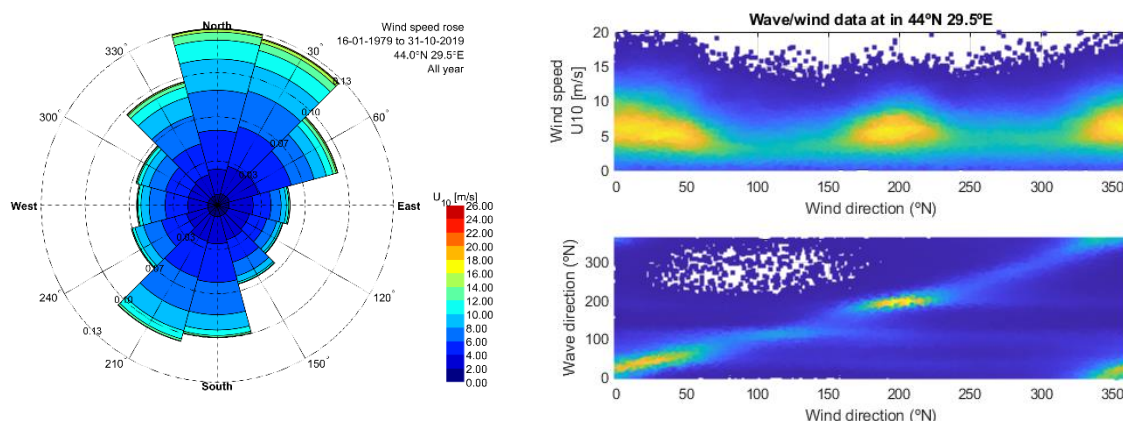 North
Wind speed rose
16-01-1979 to 31-10-2019
44.0°N 29.5°E
All year
330°
30°
0.13
0.10
300°
60°
0.07
0.03
West
East
U10 [m/s]
26.00
24.00
22.00
20.00
18.00
16.00
14.00
12.00
10.00
8.00
6.00
4.00
2.00
0.00
0.03
0.07
0.10
0.13
240°
120°
210°
150°
South
Wave/wind data at in 44ºN 29.5ºE
Wind speed
U10 [m/s]
20
15
10
5
0
0 50 100 150 200 250 300 350
Wind direction (ºN)
Wave direction (ºN)
300
200
100
0
0 50 100 150 200 250 300 350
Wind direction (ºN)